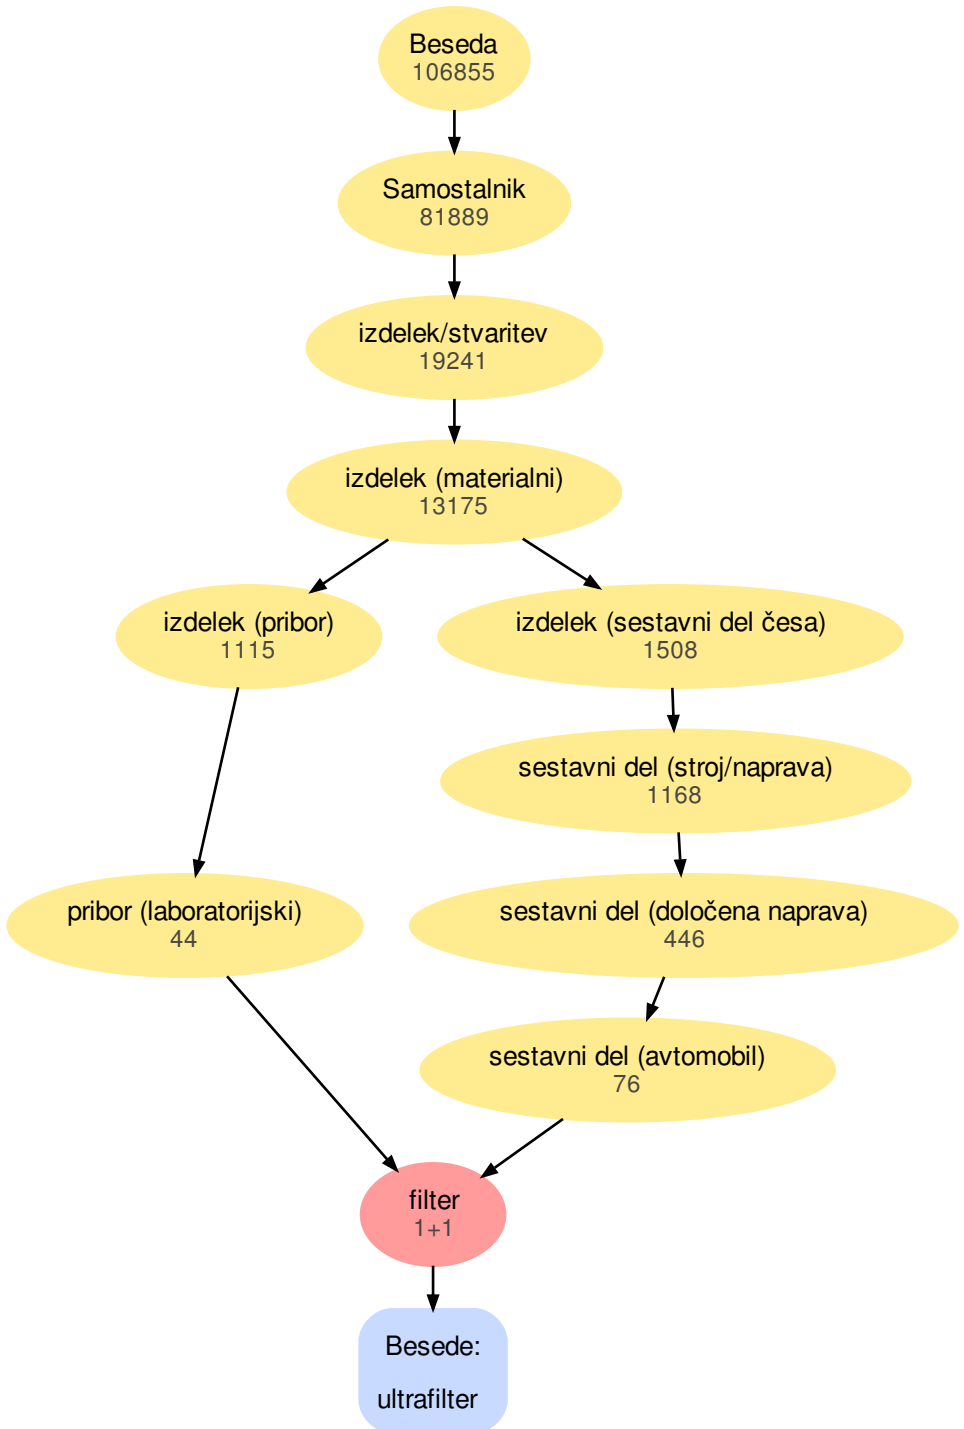 Beseda
106855
Samostalnik
81889
izdelek/stvaritev
19241
izdelek (materialni)
13175
izdelek (pribor)
1115
izdelek (sestavni del česa)
1508
sestavni del (stroj/naprava)
1168
pribor (laboratorijski)
44
sestavni del (določena naprava)
446
sestavni del (avtomobil)
76
filter
1+1
Besede:
ultrafilter